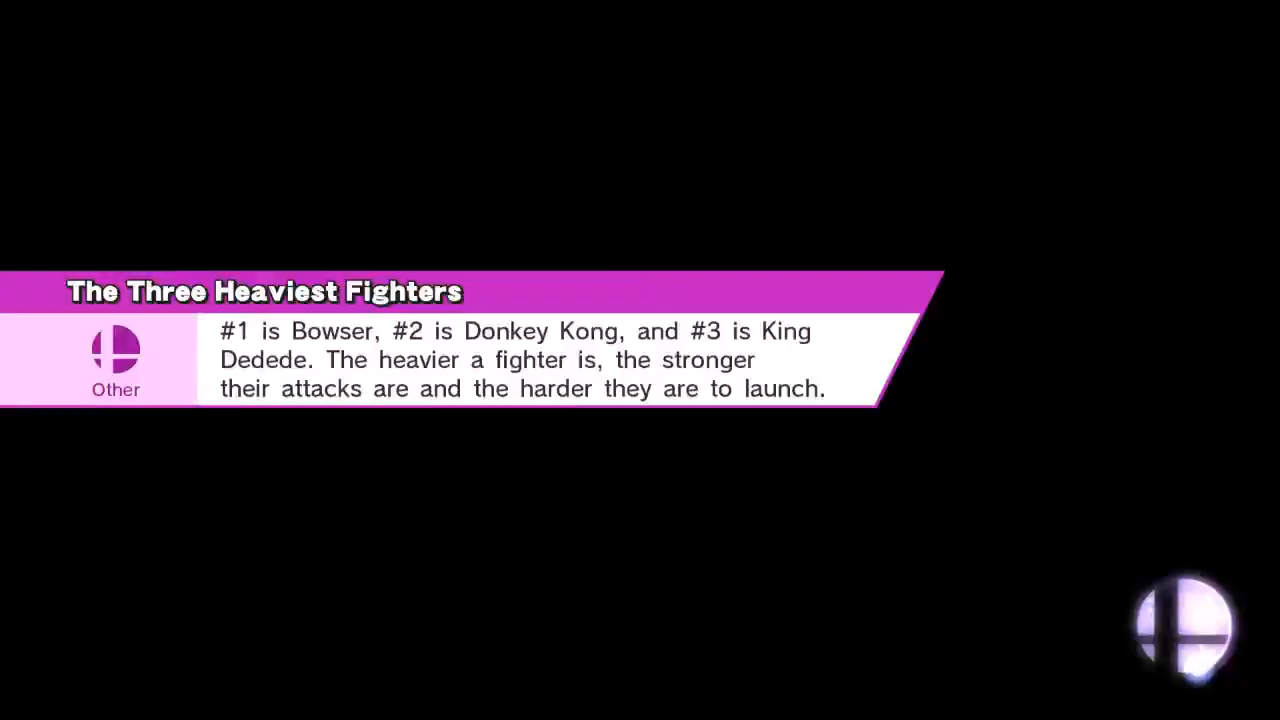 The Three Heaviest Fighters
#1 is Bowser, #2 is Donkey Kong, and #3 is King
Dedede. The heavier a fighter is, the stronger
their attacks are and the harder they are to launch.
Other